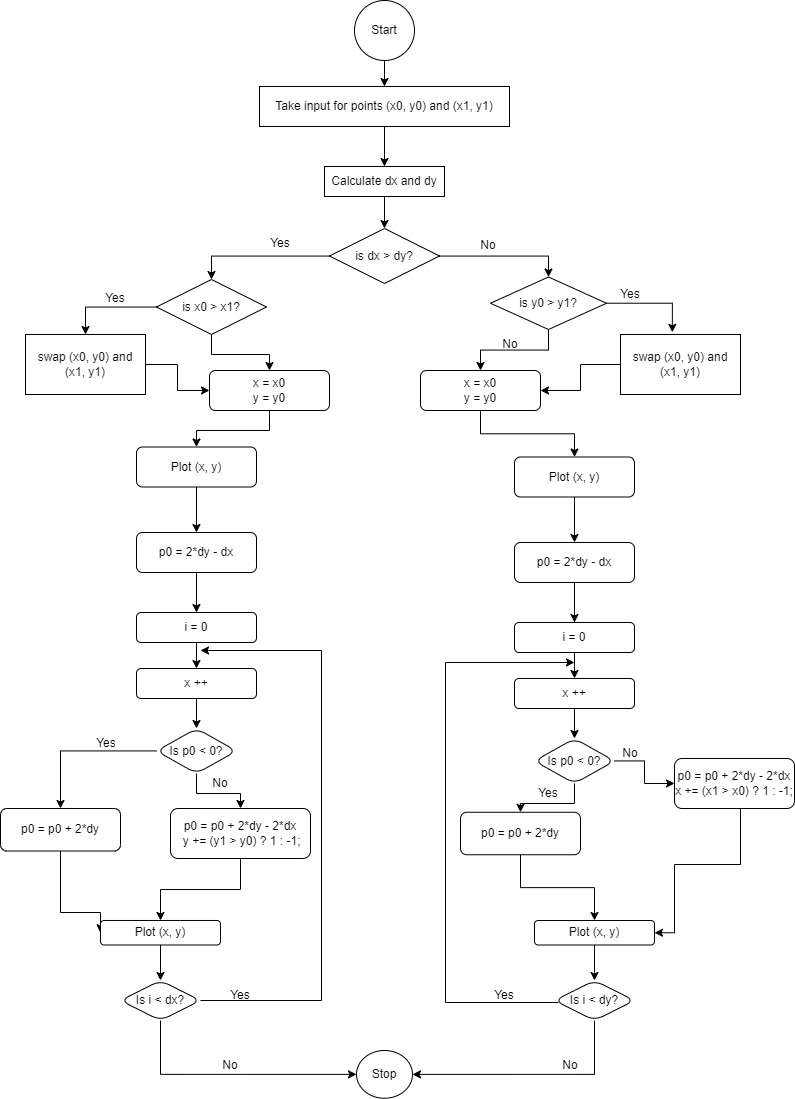 Start
Take input for points (x0, y0) and (x1, y1)
Calculate dx and dy
is dx > dy?
Yes
No
is x0 > x1?
Yes
swap (x0, y0) and
(x1, y1)
x = x0
y = y0
Plot (x, y)
p0 = 2*dy - dx
i = 0
x ++
Is p0 < 0?
Yes
No
p0 = p0 + 2*dy
p0 = p0 + 2*dy - 2*dx
y += (y1 > y0) ? 1 : -1;
Plot (x, y)
Is i < dx?
Yes
No
is y0 > y1?
Yes
No
swap (x0, y0) and
(x1, y1)
x = x0
y = y0
Plot (x, y)
p0 = 2*dy - dx
i = 0
x ++
Is p0 < 0?
No
Yes
p0 = p0 + 2*dy - 2*dx
x += (x1 > x0) ? 1 : -1;
p0 = p0 + 2*dy
Plot (x, y)
Is i < dy?
Yes
No
Stop